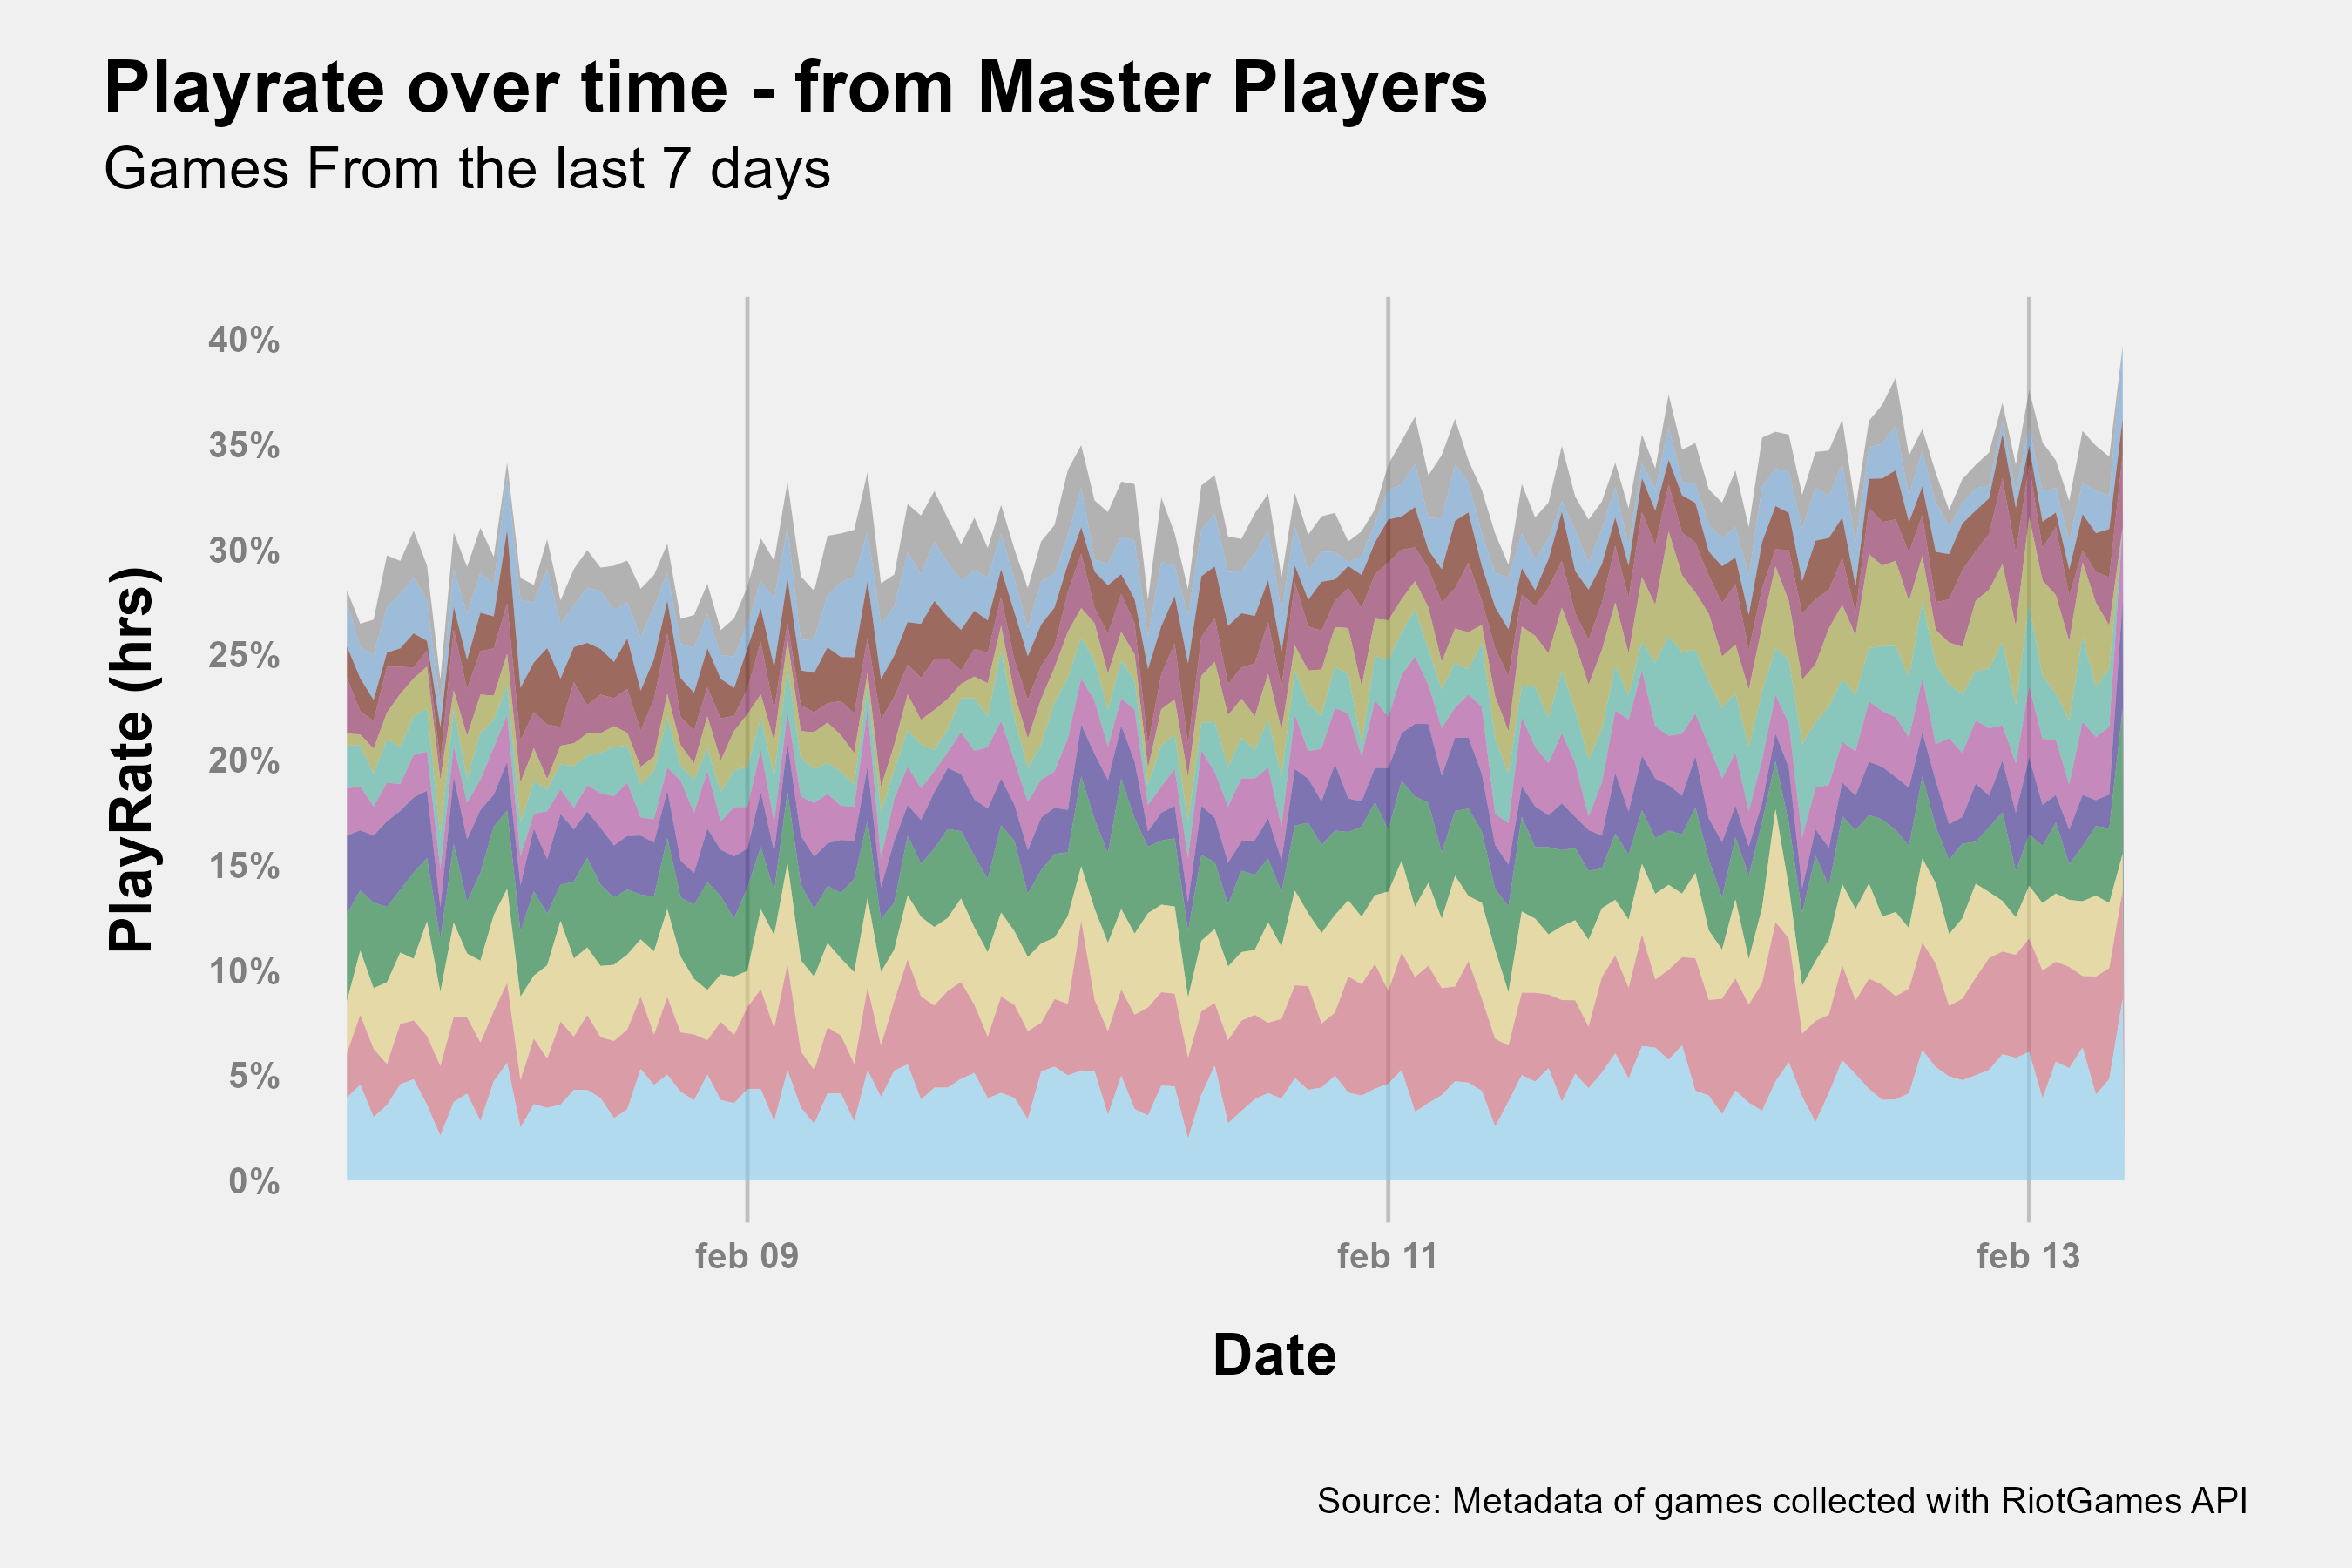 Playrate over time - from Master Players
Games From the last 7 days
PlayRate (hrs)
40%
35%
30%
25%
20%
15%
10%
5%
0%
feb 09
feb 11
feb 13
Date
Source: Metadata of games collected with RiotGames API